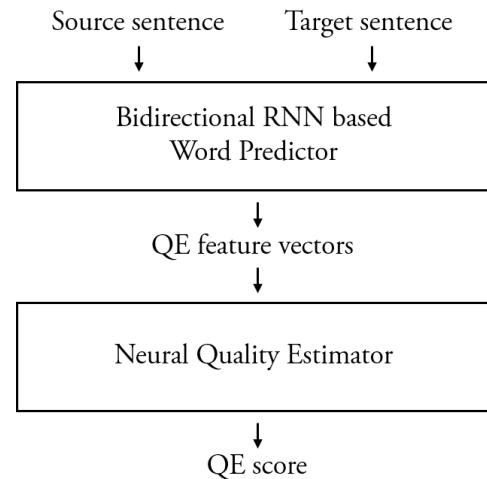 Source sentence Target sentence
Bidirectional RNN based
Word Predictor
QE feature vectors
Neural Quality Estimator
QE score